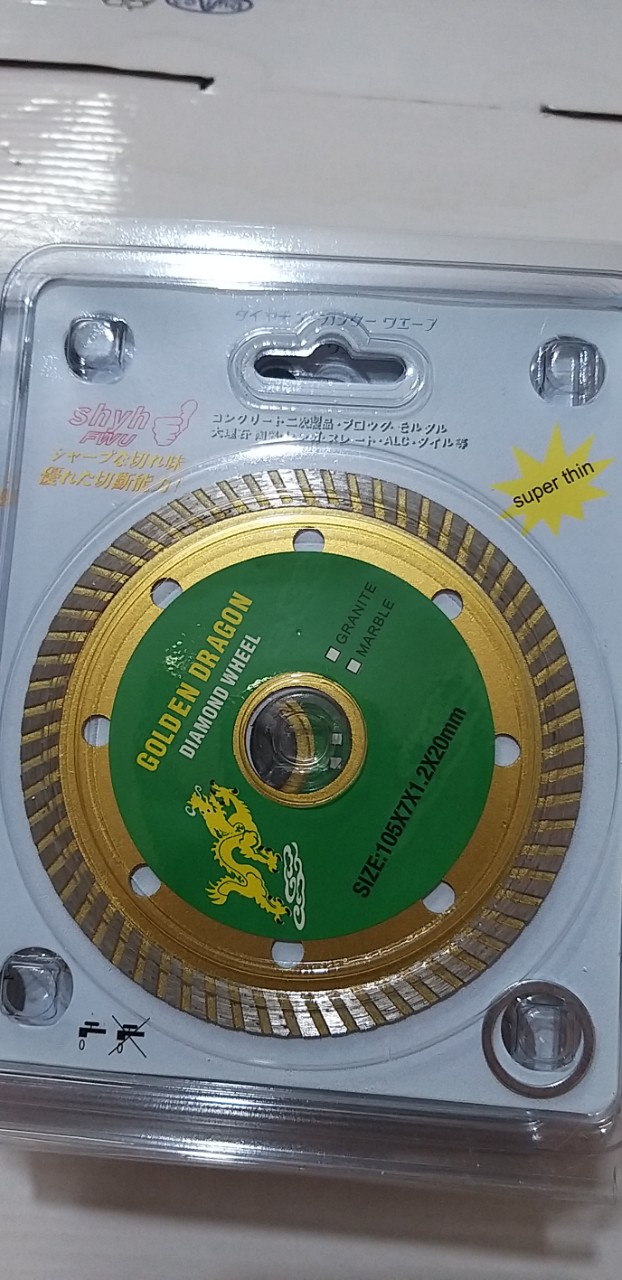 ダイヤモンドカッター ウエーブ
shyh
FWU
コンクリート二次製品・ブロック・モルタル
大理石・スレート・ALC・タイル等
シャープな切れ味
優れた切断能力!
super thin
GOLDEN DRAGON
DIAMOND WHEEL
GRANITE
MARBLE
SIZE:105X7X1.2X20mm